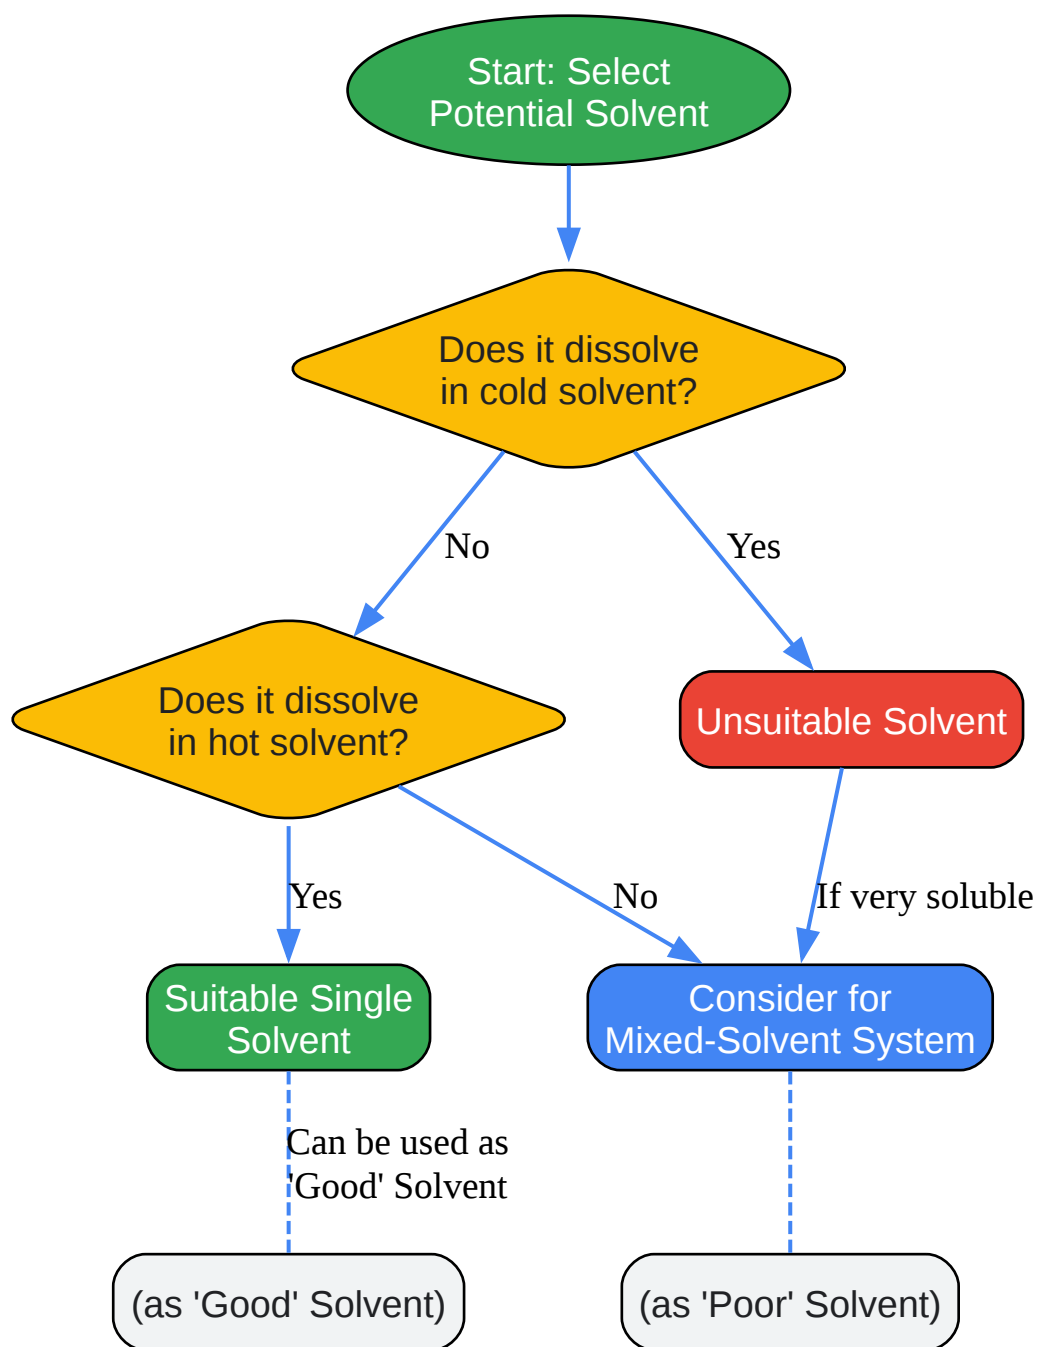 Start: Select
Potential Solvent
Does it dissolve
in cold solvent?
No
Yes
Does it dissolve
in hot solvent?
Unsuitable Solvent
Yes
No
If very soluble
Suitable Single
Solvent
Consider for
Mixed-Solvent System
Can be used as
'Good' Solvent
(as 'Good' Solvent)
(as 'Poor' Solvent)